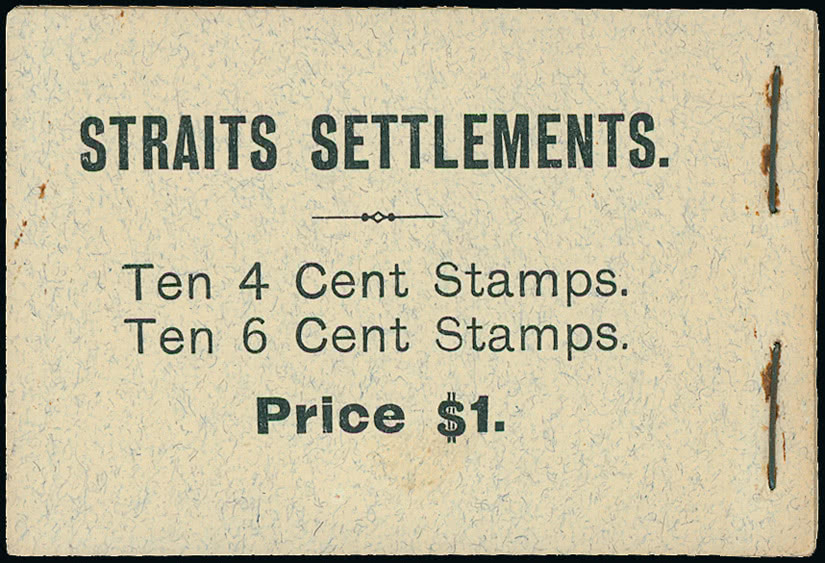 STRAITS SETTLEMENTS.
Ten 4 Cent Stamps.
Ten 6 Cent Stamps.
Price $1.